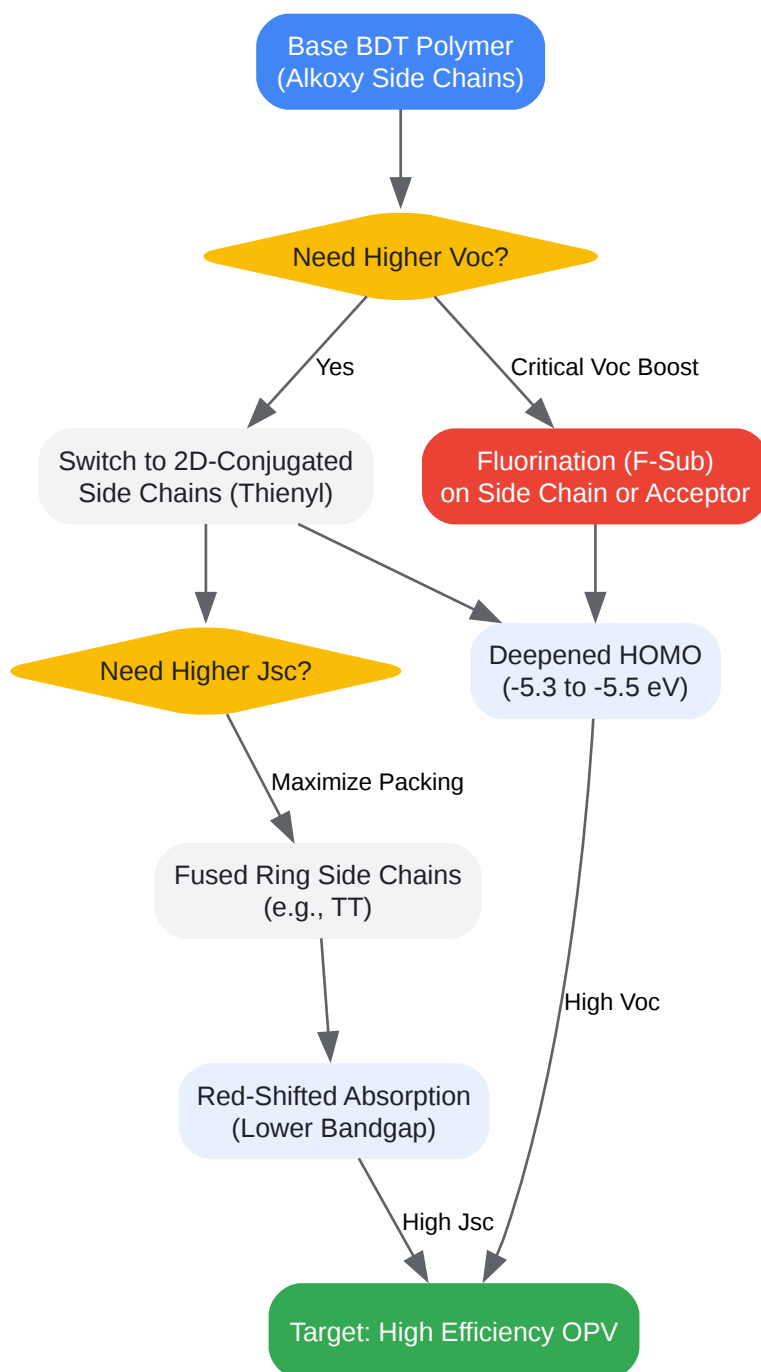 Base BDT Polymer
(Alkoxy Side Chains)
Need Higher Voc?
Yes
Critical Voc Boost
Switch to 2D-Conjugated
Side Chains (Thienyl)
Fluorination (F-Sub)
on Side Chain or Acceptor
Need Higher Jsc?
Deepened HOMO
(-5.3 to -5.5 eV)
Maximize Packing
Fused Ring Side Chains
(e.g., TT)
High Voc
Red-Shifted Absorption
(Lower Bandgap)
High Jsc
Target: High Efficiency OPV